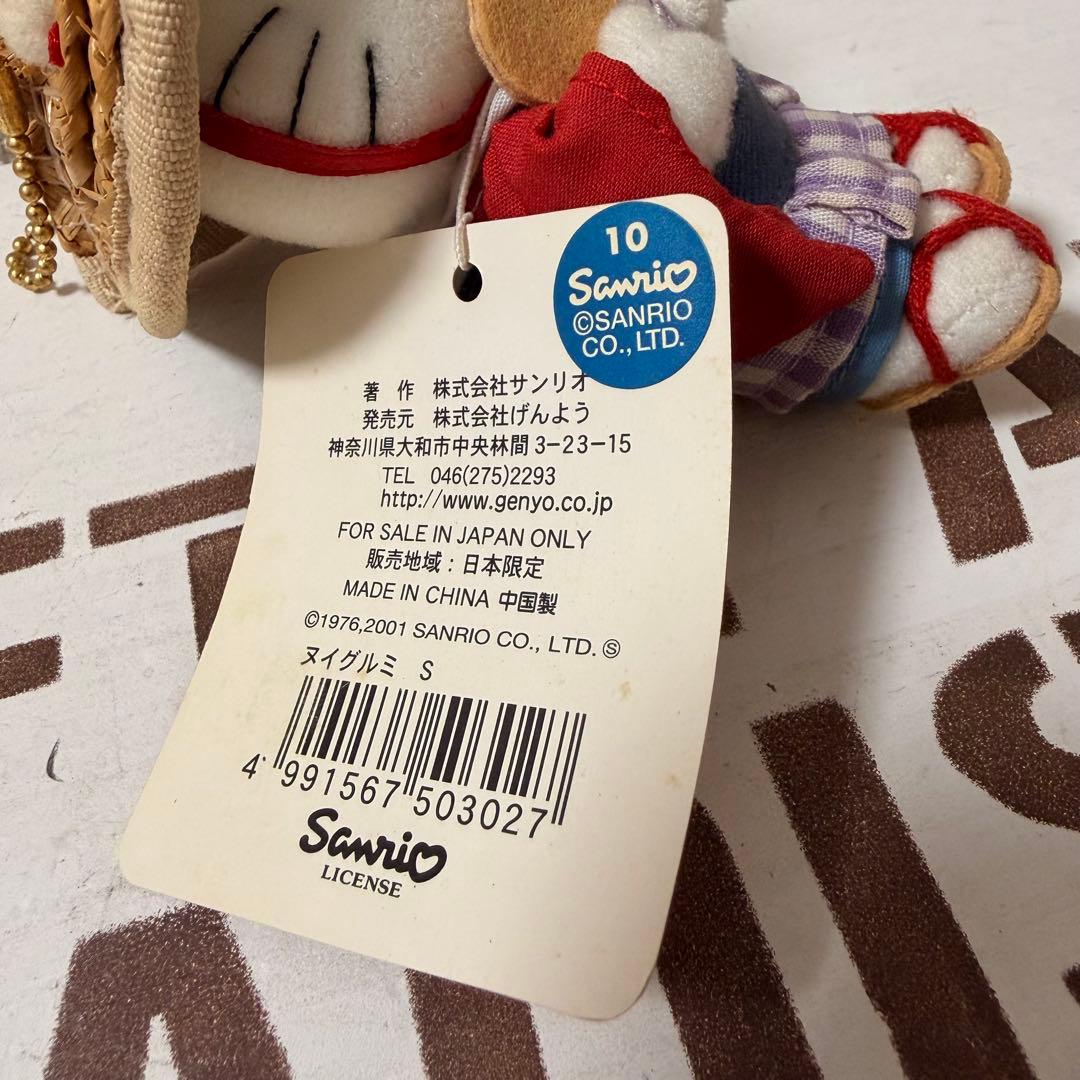 10
Sanrio
©SANRIO
CO., LTD.
著 作 株式会社サンリオ
発売元 株式会社げんよう
神奈川県大和市中央林間3-23-15
TEL 046(275)2293
http://www.genyo.co.jp
FOR SALE IN JAPAN ONLY
販売地域:日本限定
MADE IN CHINA 中国製
©1976,2001 SANRIO CO., LTD. Ⓢ
ヌイグルミ S
4 991567 503027
Sanrio
LICENSE